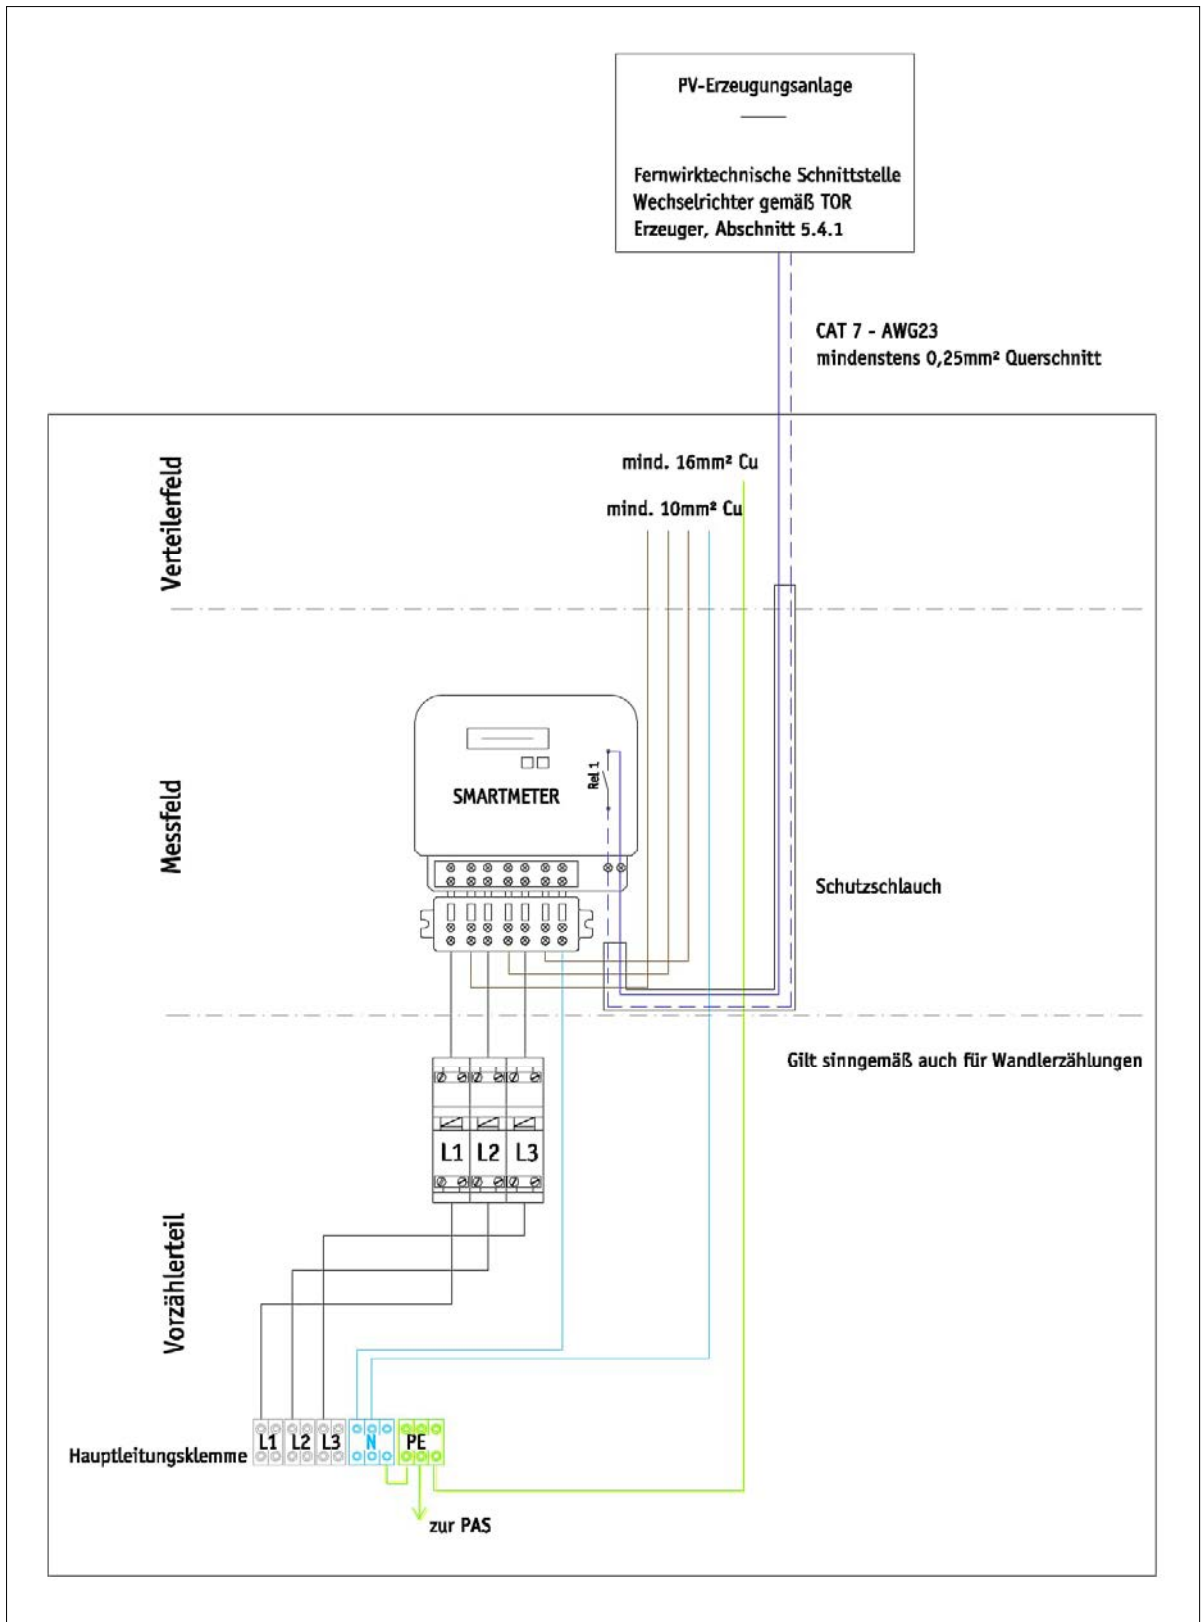 PV-Erzeugungsanlage
Fernwirktechnische Schnittstelle
Wechselrichter gemäß TOR
Erzeuger, Abschnitt 5.4.1
CAT 7 - AWG23
mindestens 0,25mm² Querschnitt
Verteilerfeld
mind. 16mm² Cu
mind. 10mm² Cu
Messfeld
Rel 1
SMARTMETER
Schutzschlauch
Gilt sinngemäß auch für Wandlerzählungen
Vorzählerteil
L1 L2 L3
Hauptleitungsklemme
L1 L2 L3 N PE
zur PAS